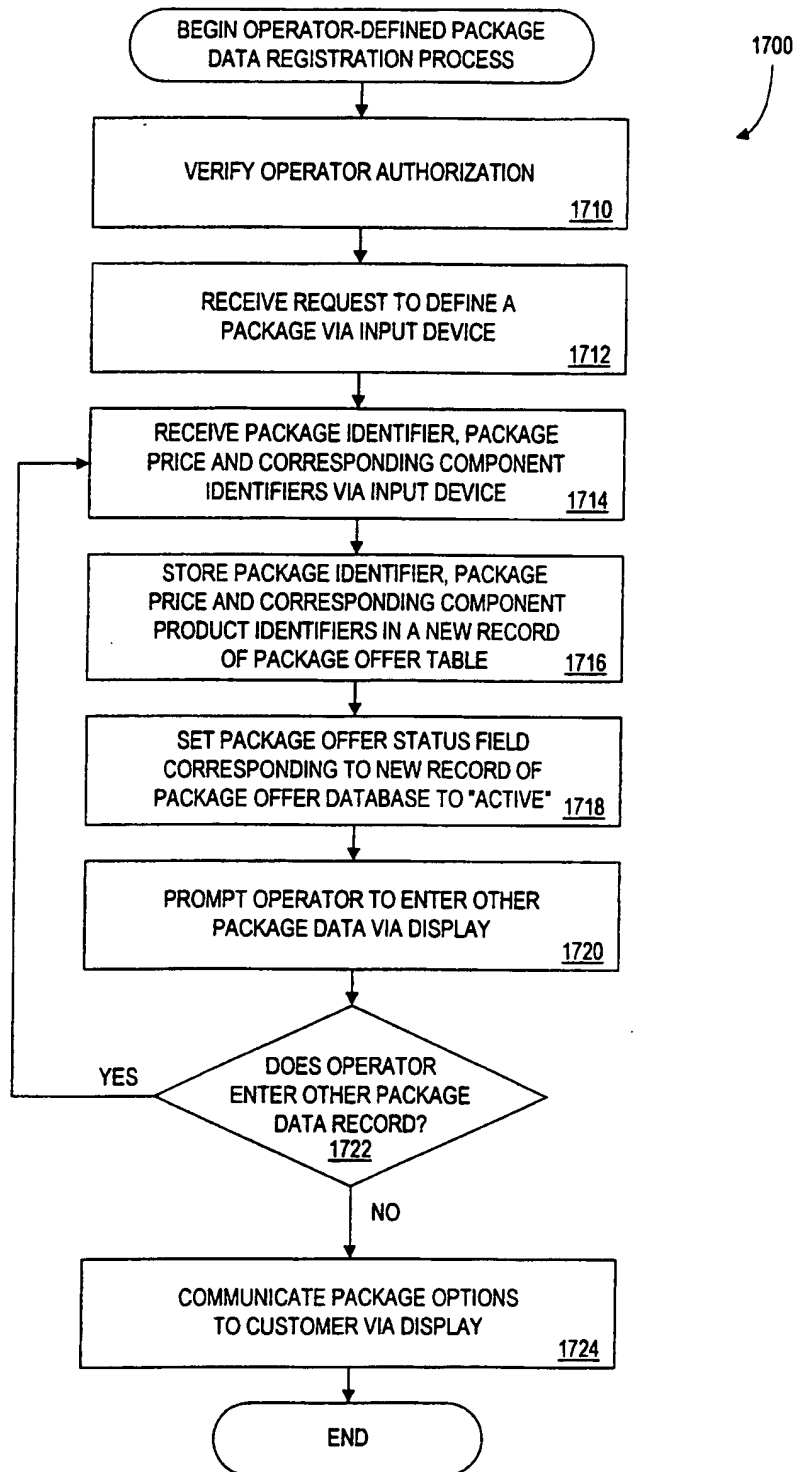 BEGIN OPERATOR-DEFINED PACKAGE
DATA REGISTRATION PROCESS
1700
VERIFY OPERATOR AUTHORIZATION
1710
RECEIVE REQUEST TO DEFINE A
PACKAGE VIA INPUT DEVICE
1712
RECEIVE PACKAGE IDENTIFIER, PACKAGE
PRICE AND CORRESPONDING COMPONENT
IDENTIFIERS VIA INPUT DEVICE
1714
STORE PACKAGE IDENTIFIER, PACKAGE
PRICE AND CORRESPONDING COMPONENT
PRODUCT IDENTIFIERS IN A NEW RECORD
OF PACKAGE OFFER TABLE
1716
SET PACKAGE OFFER STATUS FIELD
CORRESPONDING TO NEW RECORD OF
PACKAGE OFFER DATABASE TO "ACTIVE"
1718
PROMPT OPERATOR TO ENTER OTHER
PACKAGE DATA VIA DISPLAY
1720
YES
DOES OPERATOR
ENTER OTHER PACKAGE
DATA RECORD?
1722
NO
COMMUNICATE PACKAGE OPTIONS
TO CUSTOMER VIA DISPLAY
1724
END